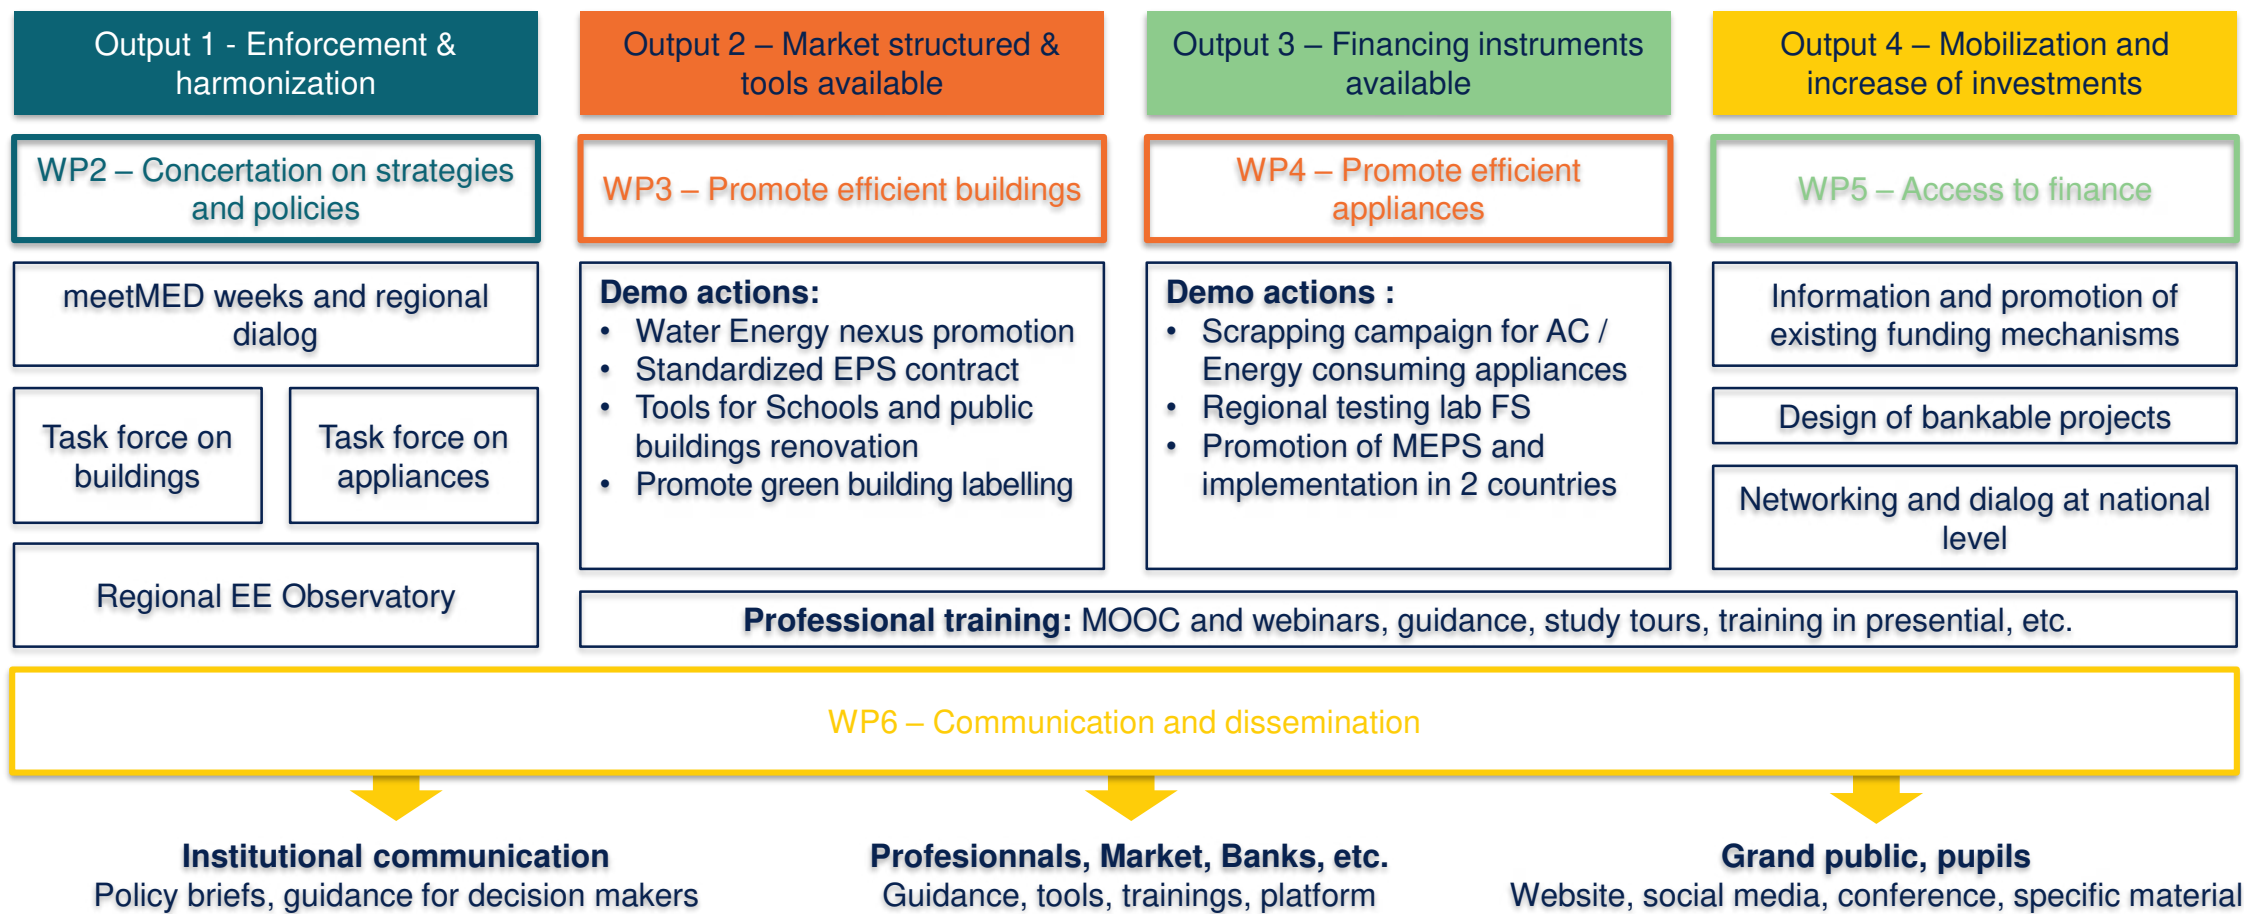 Output 1 - Enforcement &
harmonization
Output 2 – Market structured &
tools available
Output 3 – Financing instruments
available
Output 4 – Mobilization and
increase of investments
WP2 – Concertation on strategies
and policies
WP3 – Promote efficient buildings
WP4 – Promote efficient
appliances
WP5 – Access to finance
meetMED weeks and regional
dialog
Task force on
buildings
Task force on
appliances
Regional EE Observatory
Demo actions:
• Water Energy nexus promotion
• Standardized EPS contract
• Tools for Schools and public
buildings renovation
• Promote green building labelling
Demo actions :
• Scrapping campaign for AC /
Energy consuming appliances
• Regional testing lab FS
• Promotion of MEPS and
implementation in 2 countries
Information and promotion of
existing funding mechanisms
Design of bankable projects
Networking and dialog at national
level
Professional training: MOOC and webinars, guidance, study tours, training in presential, etc.
WP6 – Communication and dissemination
Institutional communication
Policy briefs, guidance for decision makers
Profesionnals, Market, Banks, etc.
Guidance, tools, trainings, platform
Grand public, pupils
Website, social media, conference, specific material